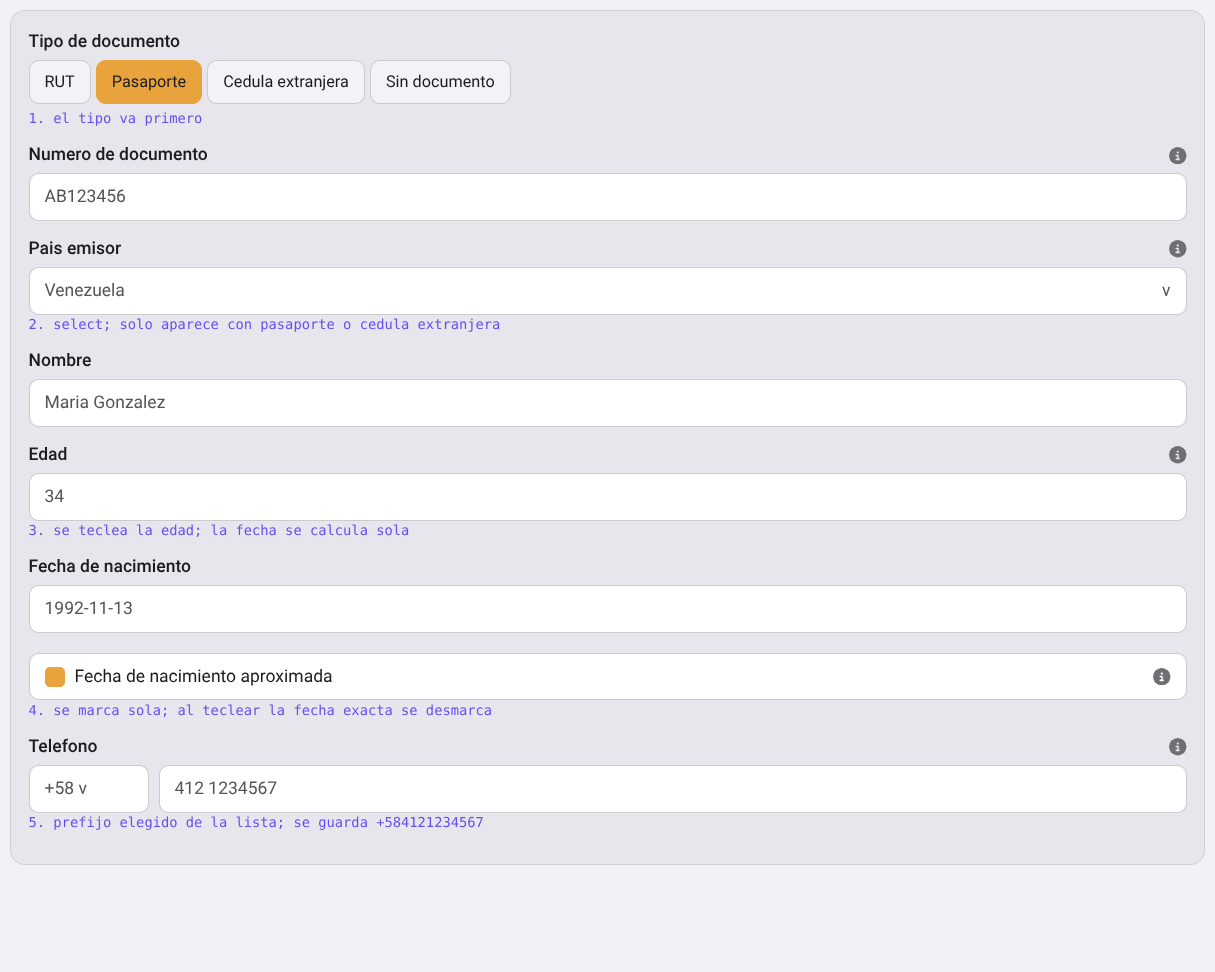 Tipo de documento
RUT Pasaporte Cedula extranjera Sin documento
1. el tipo va primero
Numero de documento
AB123456
Pais emisor
Venezuela v
2. select; solo aparece con pasaporte o cedula extranjera
Nombre
Maria Gonzalez
Edad
34
3. se teclea la edad; la fecha se calcula sola
Fecha de nacimiento
1992-11-13
Fecha de nacimiento aproximada
4. se marca sola; al teclear la fecha exacta se desmarca
Telefono
+58 v 412 1234567
5. prefijo elegido de la lista; se guarda +584121234567